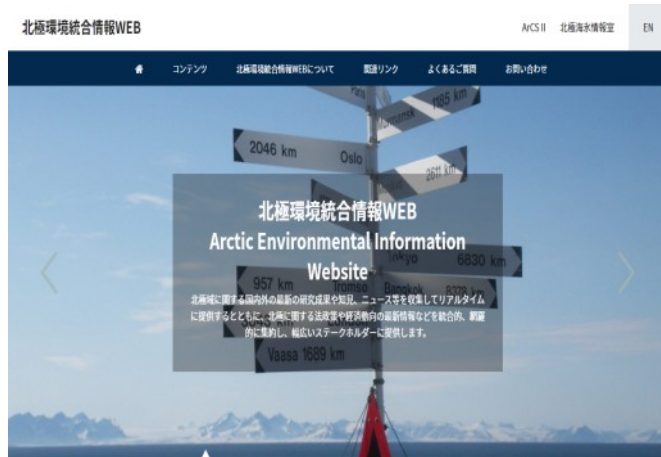 北極環境統合情報WEB
ArCS II 北極海氷情報室 EN
コンテンツ 北極環境統合情報WEBについて 関連リンク よくあるご質問 お問い合わせ
Paris
Murmansk 1185 km
2046 km Oslo
2611 km
北極環境統合情報WEB
Arctic Environmental Information
Website
Tokyo 6830 km
957 km Tromsø Bangkok 8378 km
北極域に関する国内外の最新の研究成果や知見、ニュース等を収集してリアルタイム
に提供するとともに、北極に関する法政策や経済動向の最新情報などを統合的、網羅
的に集約し、幅広いステークホルダーに提供します。
London
Vaasa 1689 km